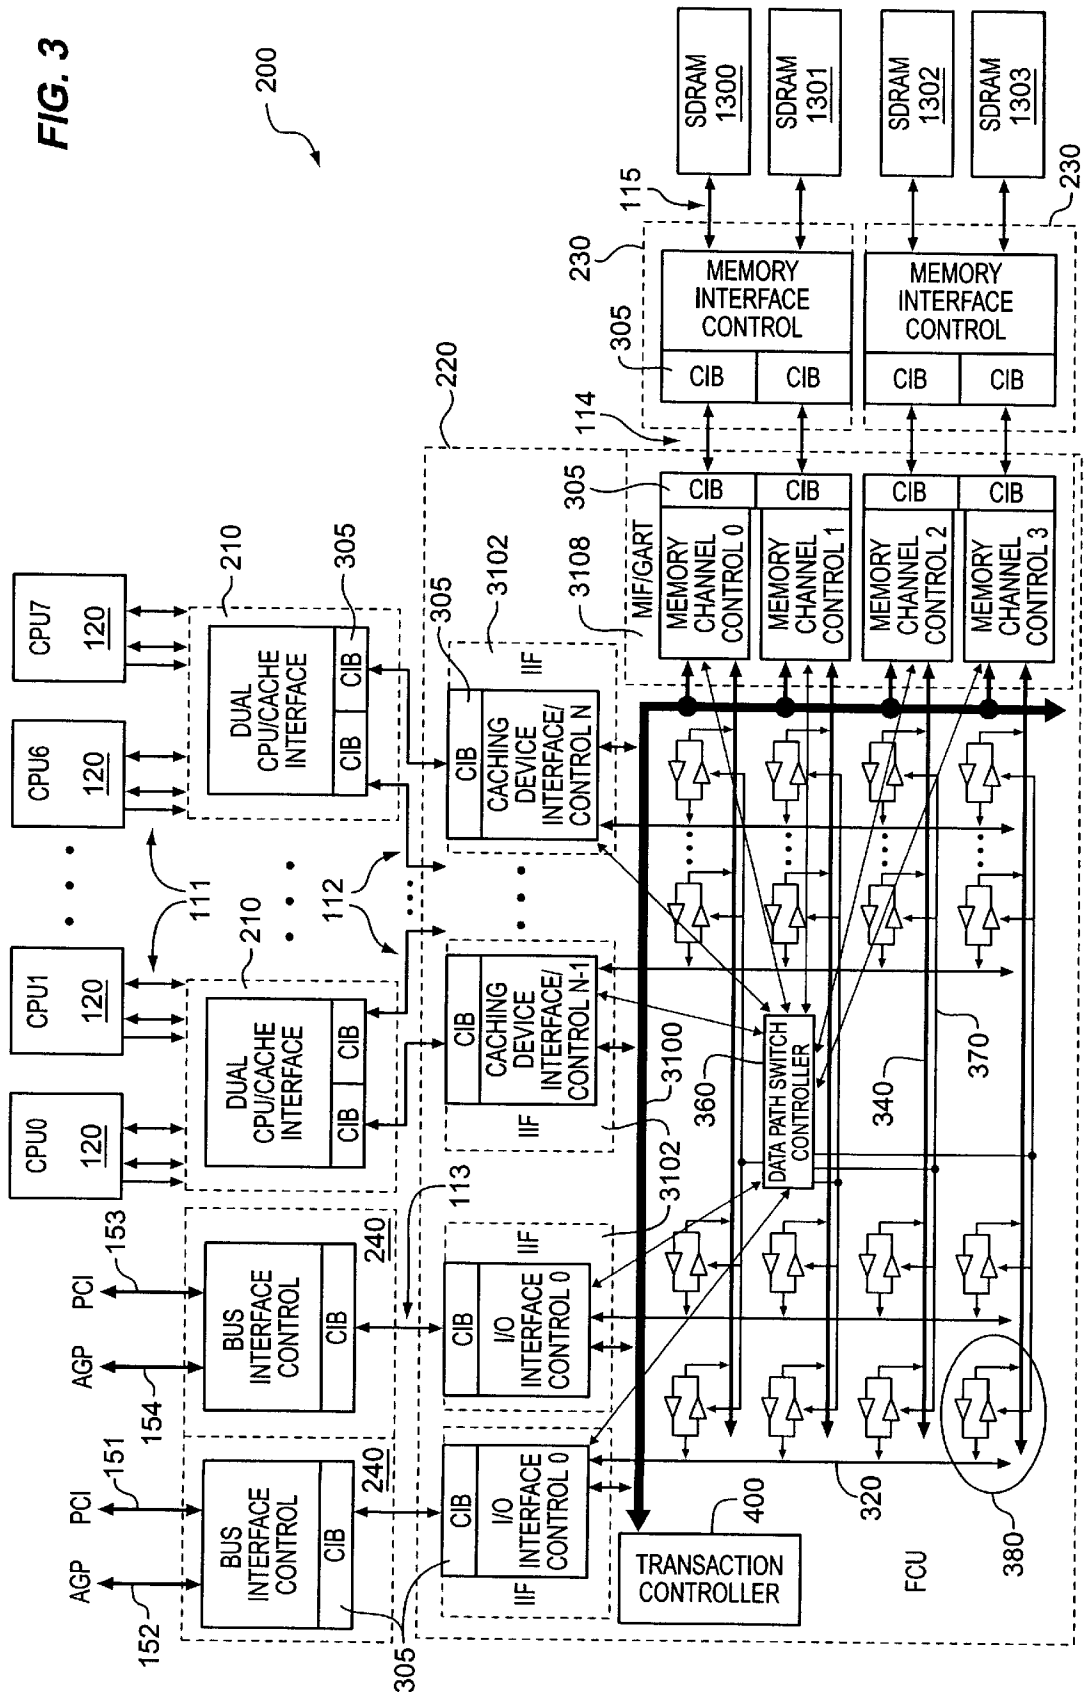 FIG. 3
200
CPU0
120
CPU1
120
CPU6
120
CPU7
120
111
AGP
152
PCI
151
AGP
154
PCI
153
BUS
INTERFACE
CONTROL
CIB
240
BUS
INTERFACE
CONTROL
CIB
240
DUAL
CPU/CACHE
INTERFACE
CIB
CIB
210
DUAL
CPU/CACHE
INTERFACE
CIB
CIB
210
305
305
113
112
220
CIB
I/O
INTERFACE
CONTROL 0
IIF
CIB
I/O
INTERFACE
CONTROL 0
IIF
3102
CIB
CACHING
DEVICE
INTERFACE/
CONTROL N-1
IIF
CIB
CACHING
DEVICE
INTERFACE/
CONTROL N
IIF
305
3102
TRANSACTION
CONTROLLER
400
3100
360
DATA PATH SWITCH
CONTROLLER
320
340
370
380
FCU
MIF/GART
3108
305
MEMORY
CHANNEL
CONTROL 0
CIB
MEMORY
CHANNEL
CONTROL 1
CIB
MEMORY
CHANNEL
CONTROL 2
CIB
MEMORY
CHANNEL
CONTROL 3
CIB
114
305
CIB
CIB
MEMORY
INTERFACE
CONTROL
230
CIB
CIB
MEMORY
INTERFACE
CONTROL
230
115
SDRAM
1300
SDRAM
1301
SDRAM
1302
SDRAM
1303